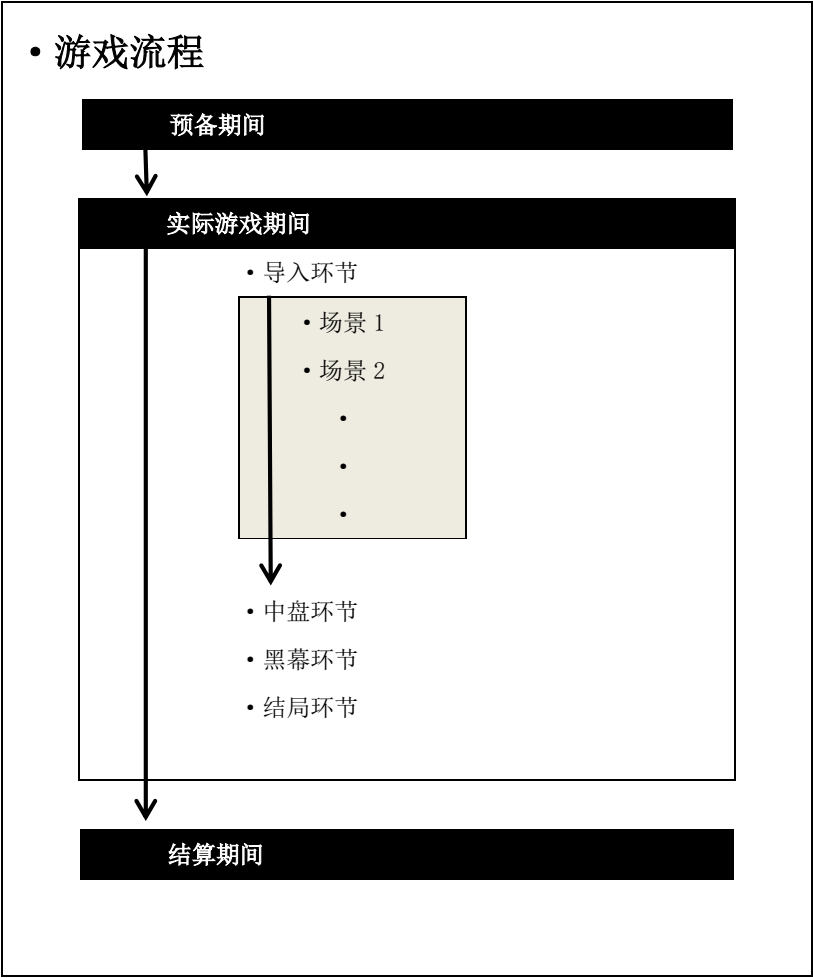 ·游戏流程
预备期间
实际游戏期间
·导入环节
·场景 1
·场景 2
·
·
·
·中盘环节
·黑幕环节
·结局环节
结算期间